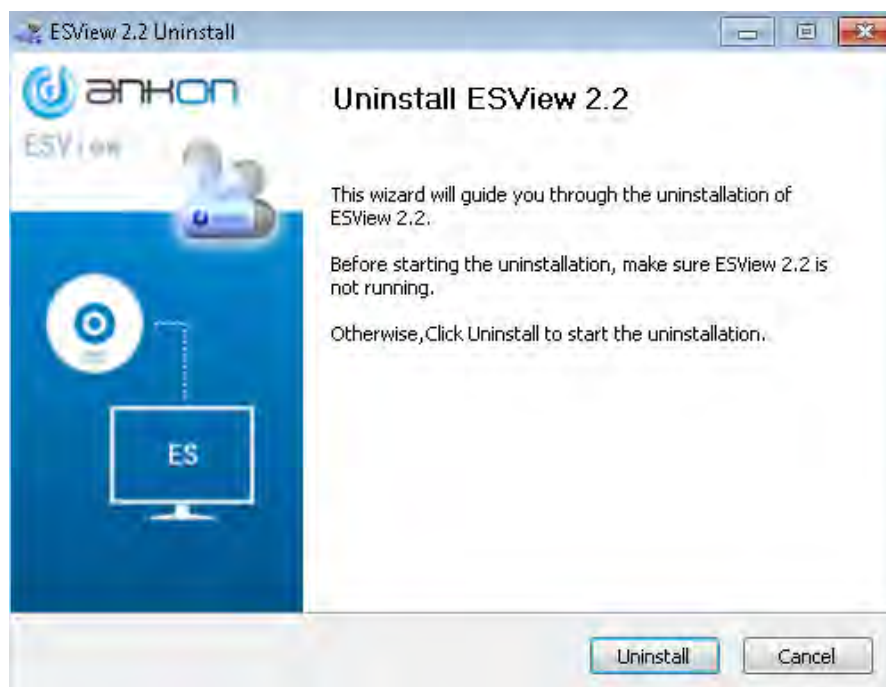 ESView 2.2 Uninstall
ankon
ESView
Uninstall ESView 2.2
This wizard will guide you through the uninstallation of
ESView 2.2.
Before starting the uninstallation, make sure ESView 2.2 is
not running.
Otherwise,Click Uninstall to start the uninstallation.
ES
Uninstall
Cancel